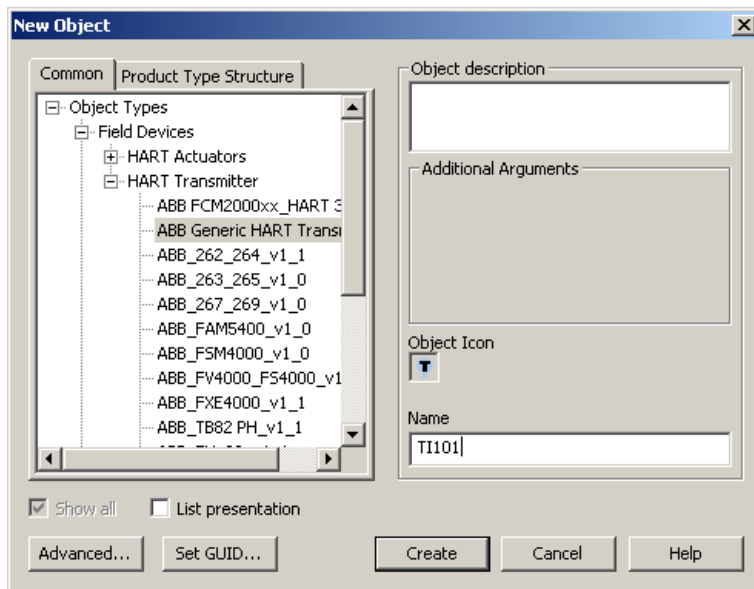 New Object
Common
Product Type Structure
Object Types
Field Devices
HART Actuators
HART Transmitter
ABB FCM2000xx_HART
ABB Generic HART
ABB_262_264_v1_1
ABB_263_265_v1_0
ABB_267_269_v1_0
ABB_FAM5400_v1_0
ABB_FSM4000_v1_0
ABB_FV4000_FS4000_v1
ABB_FXE4000_v1_1
ABB_TB82 PH_v1_1
Show all
List presentation
Object description
Additional Arguments
Object Icon
T
Name
TI101
Advanced...
Set GUID...
Create
Cancel
Help